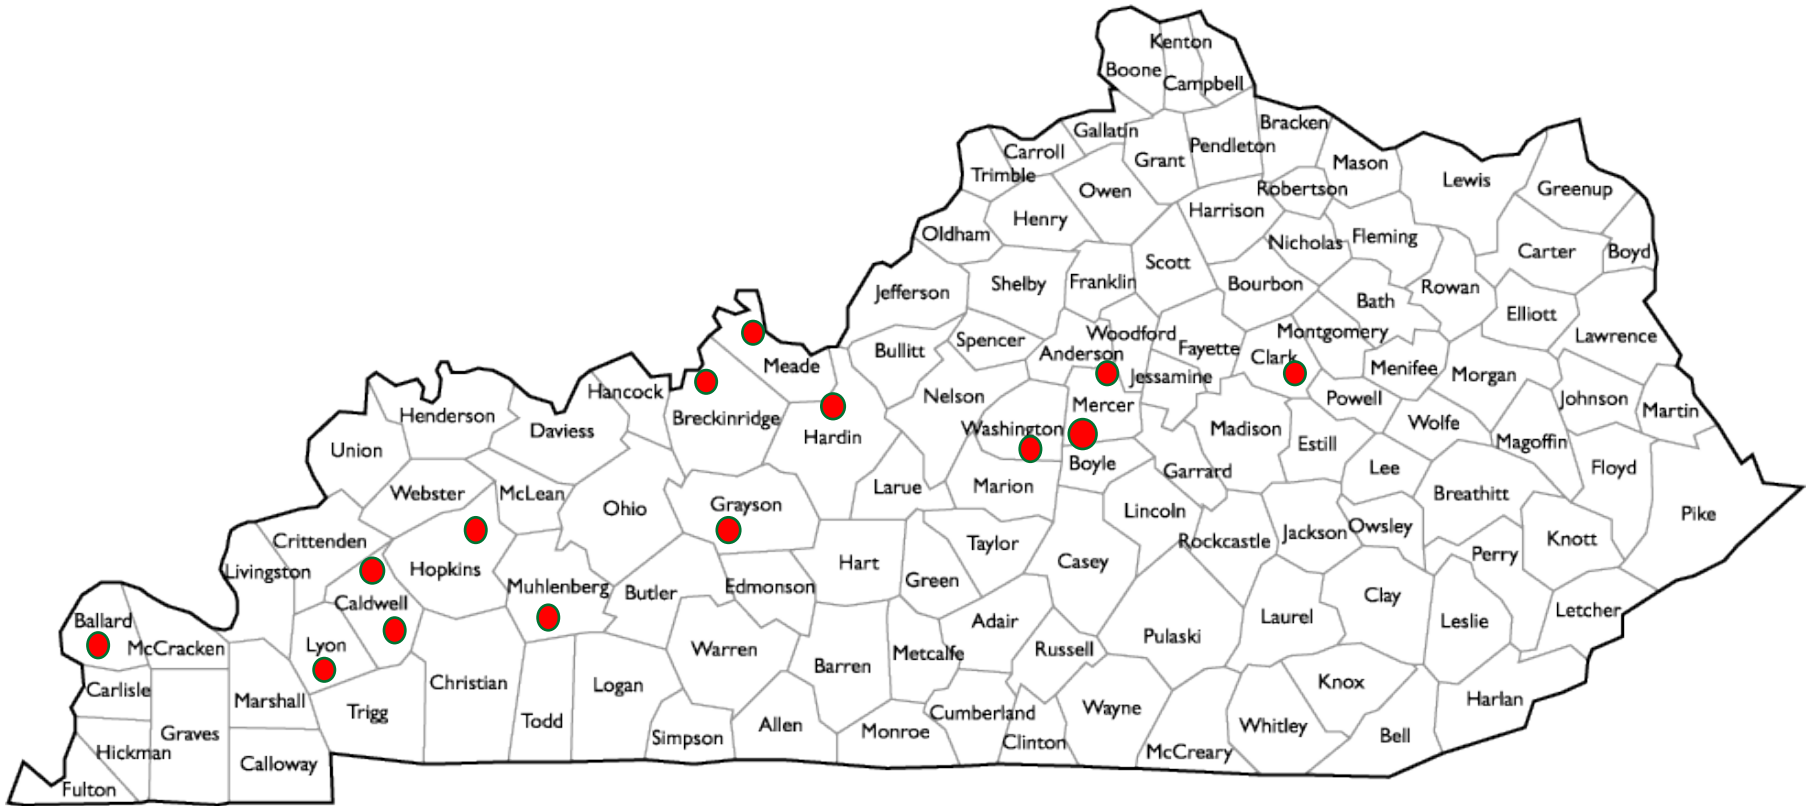 Kenton
Boone
Campbell
Gallatin
Bracken
Carroll
Grant
Pendleton
Mason
Trimble
Owen
Robertson
Lewis
Greenup
Henry
Harrison
Oldham
Nicholas
Fleming
Carter
Boyd
Scott
Jefferson
Shelby
Franklin
Bourbon
Rowan
Bath
Elliott
Spencer
Woodford
Montgomery
Lawrence
Bullitt
Anderson
Fayette
Clark
Meade
Jessamine
Menifee
Morgan
Hancock
Nelson
Mercer
Powell
Johnson
Martin
Henderson
Breckinridge
Daviess
Hardin
Washington
Madison
Estill
Wolfe
Magoffin
Union
Boyle
Garrard
Lee
Floyd
Webster
McLean
Larue
Marion
Breathitt
Ohio
Grayson
Lincoln
Pike
Crittenden
Taylor
Rockcastle
Jackson
Owsley
Knott
Livingston
Hopkins
Hart
Green
Casey
Perry
Muhlenberg
Butler
Edmonson
Clay
Caldwell
Ballard
Adair
Laurel
Leslie
Letcher
McCracken
Lyon
Warren
Metcalfe
Russell
Pulaski
Carlisle
Christian
Logan
Barren
Knox
Marshall
Trigg
Todd
Allen
Cumberland
Wayne
Harlan
Graves
Simpson
Monroe
Whitley
Bell
Hickman
Calloway
Clinton
McCreary
Fulton